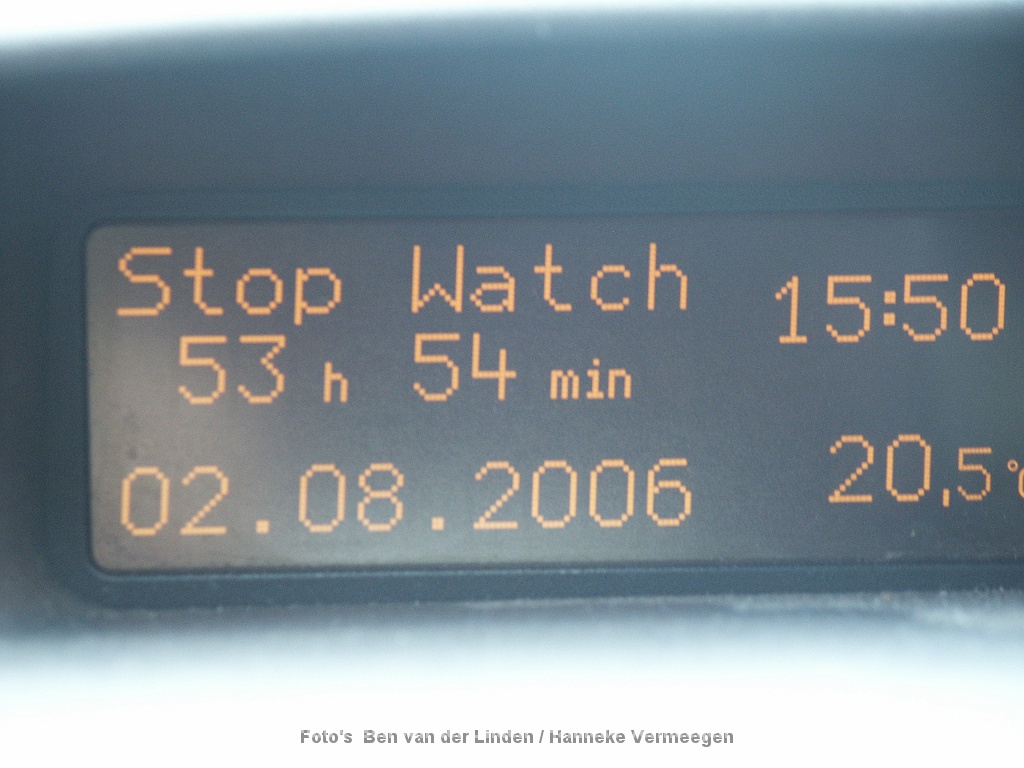 Stop Watch
15:50
53 h 54 min
02.08.2006
20,5°C
Foto's Ben van der Linden / Hanneke Vermeegen